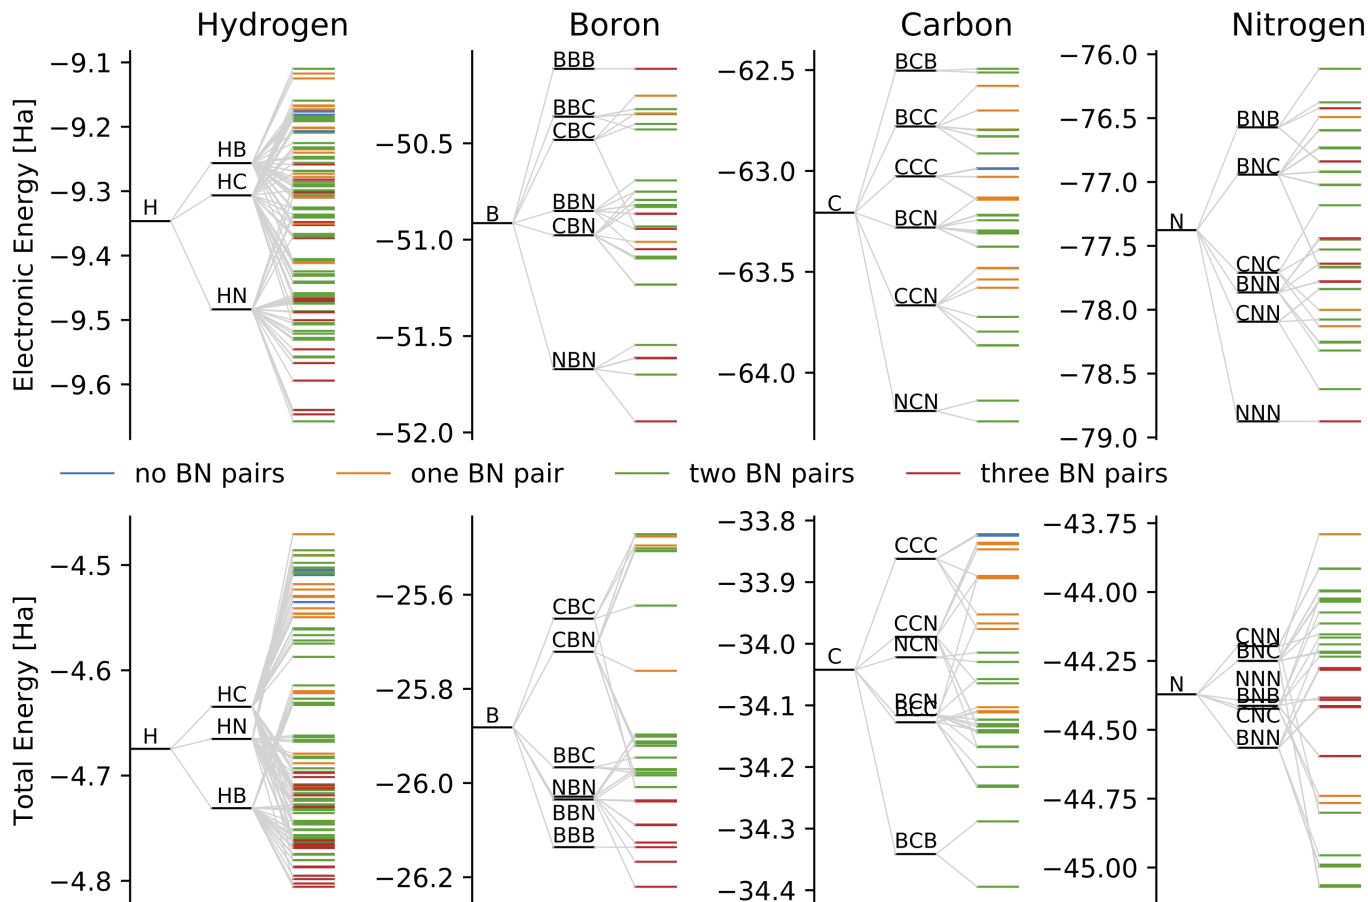 Hydrogen Boron Carbon Nitrogen
Electronic Energy [Ha]
−9.1
−9.2
−9.3
−9.4
−9.5
−9.6
H
HB
HC
HN
−50.5
−51.0
−51.5
−52.0
B
BBB
BBC
CBC
BBN
CBN
NBN
−62.5
−63.0
−63.5
−64.0
C
BCB
BCC
CCC
BCN
CCN
NCN
−76.0
−76.5
−77.0
−77.5
−78.0
−78.5
−79.0
N
BNB
BNC
CNC
BNN
CNN
NNN
no BN pairs one BN pair two BN pairs three BN pairs
Total Energy [Ha]
−4.5
−4.6
−4.7
−4.8
H
HC
HN
HB
−25.6
−25.8
−26.0
−26.2
B
CBC
CBN
BBC
NBN
BBN
BBB
−33.8
−33.9
−34.0
−34.1
−34.2
−34.3
−34.4
C
CCC
CCN
NCN
BCN
BCC
BCB
−43.75
−44.00
−44.25
−44.50
−44.75
−45.00
N
CNN
BNC
NNN
BNB
CNC
BNN